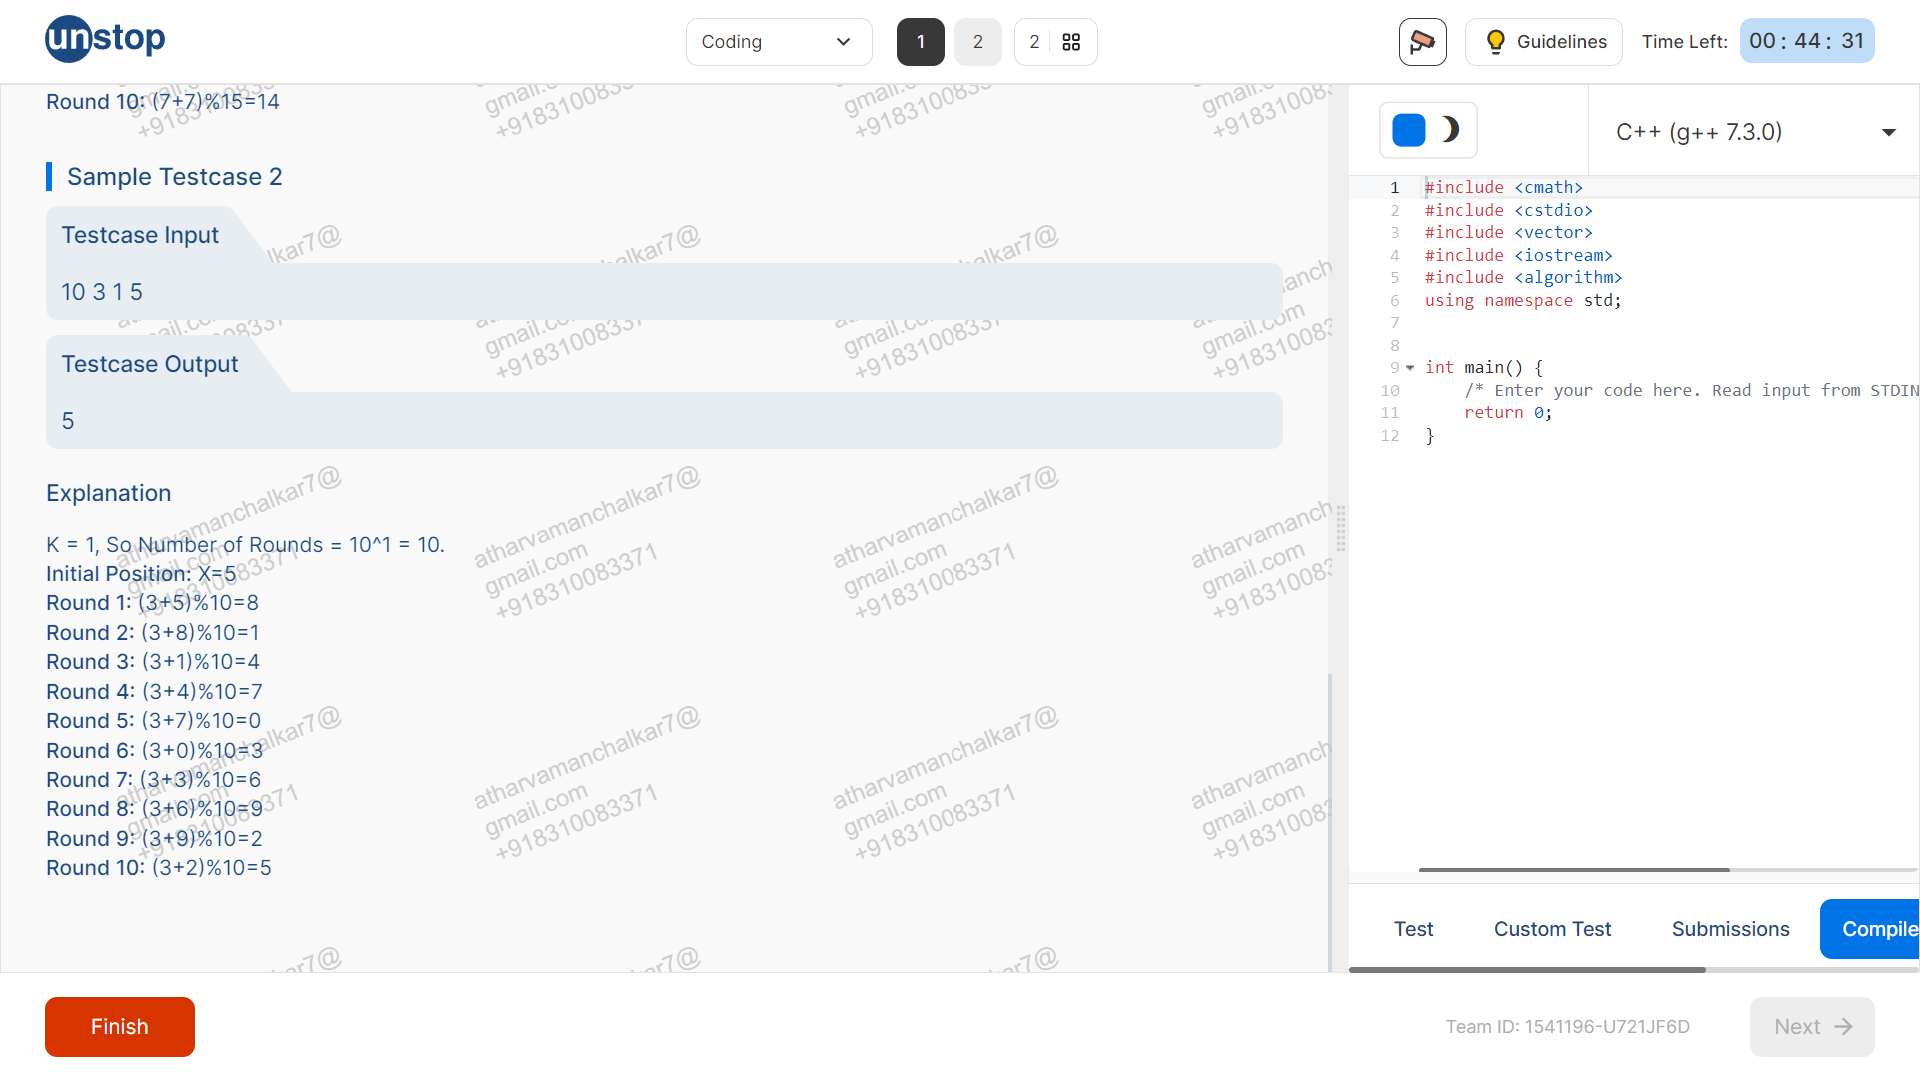 unstop
Coding
1
2
2
Guidelines
Time Left:
00 : 44 : 31
Round 10: (7+7)%15=14
Sample Testcase 2
Testcase Input
10 3 1 5
Testcase Output
5
Explanation
K = 1, So Number of Rounds = 10^1 = 10.
Initial Position: X=5
Round 1: (3+5)%10=8
Round 2: (3+8)%10=1
Round 3: (3+1)%10=4
Round 4: (3+4)%10=7
Round 5: (3+7)%10=0
Round 6: (3+0)%10=3
Round 7: (3+3)%10=6
Round 8: (3+6)%10=9
Round 9: (3+9)%10=2
Round 10: (3+2)%10=5
atharvamanchalkar7@
gmail.com
+918310083371
C++ (g++ 7.3.0)
1 #include <cmath>
2 #include <cstdio>
3 #include <vector>
4 #include <iostream>
5 #include <algorithm>
6 using namespace std;
7
8
9 int main() {
10 /* Enter your code here. Read input from STDIN
11 return 0;
12 }
Test
Custom Test
Submissions
Compile
Finish
Team ID: 1541196-U721JF6D
Next